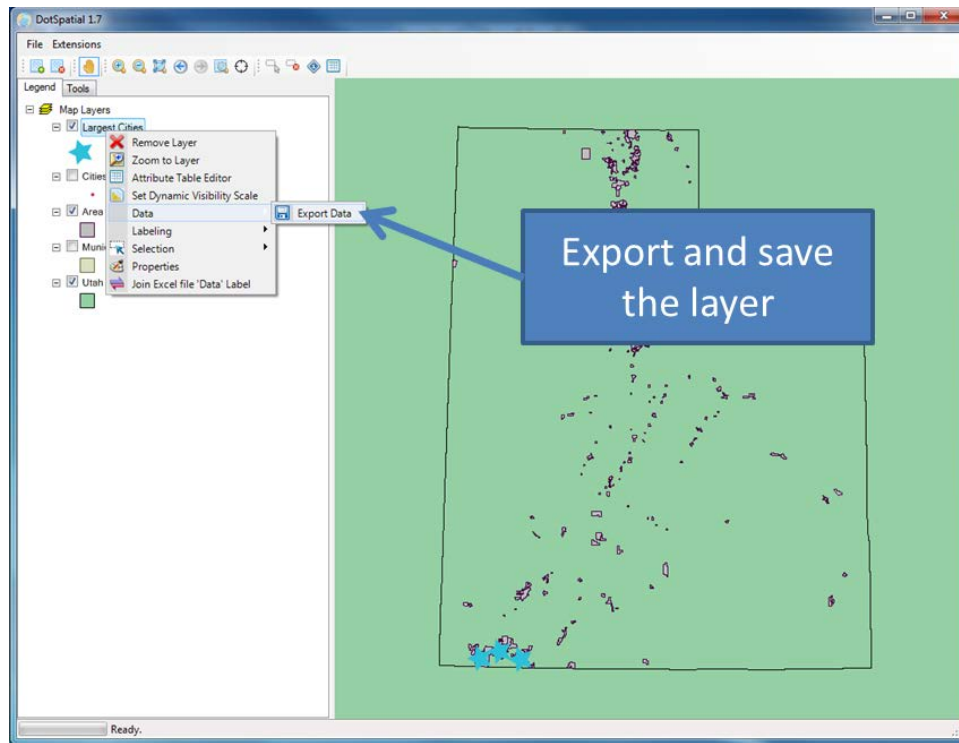 DotSpatial 1.7
File Extensions
Legend Tools
Map Layers
Largest Cities
Remove Layer
Zoom to Layer
Cities
Attribute Table Editor
Set Dynamic Visibility Scale
Area
Data
Export Data
Labeling
Munic
Selection
Properties
Utah
Join Excel file 'Data' Label
Export and save
the layer
Ready.